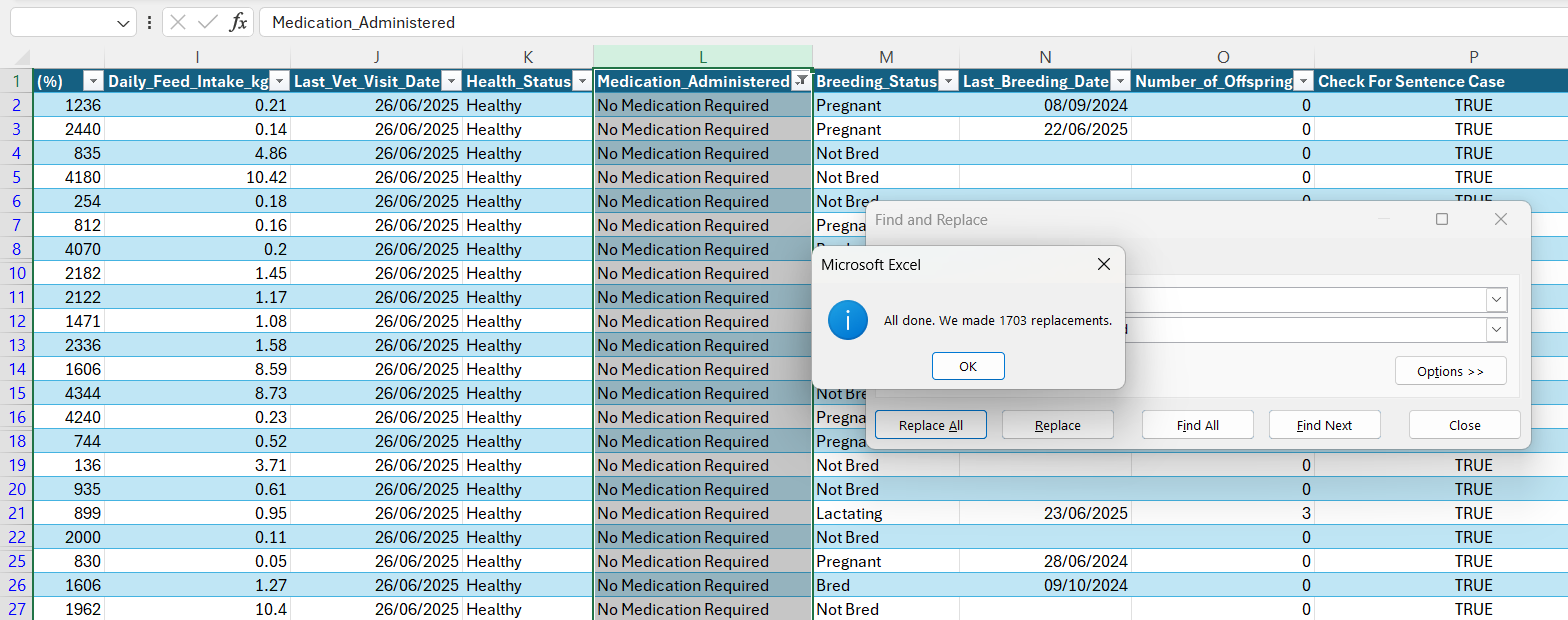 fx Medication_Administered
I J K L M N O P
1 (%) Daily_Feed_Intake_kg Last_Vet_Visit_Date Health_Status Medication_Administered Breeding_Status Last_Breeding_Date Number_of_Offspring Check For Sentence Case
2 1236 0.21 26/06/2025 Healthy No Medication Required Pregnant 08/09/2024 0 TRUE
3 2440 0.14 26/06/2025 Healthy No Medication Required Pregnant 22/06/2025 0 TRUE
4 835 4.86 26/06/2025 Healthy No Medication Required Not Bred 0 TRUE
5 4180 10.42 26/06/2025 Healthy No Medication Required Not Bred 0 TRUE
6 254 0.18 26/06/2025 Healthy No Medication Required Not Bred 0 TRUE
7 812 0.16 26/06/2025 Healthy No Medication Required Pregna
Find and Replace
8 4070 0.2 26/06/2025 Healthy No Medication Required
10 2182 1.45 26/06/2025 Healthy No Medication Required
Microsoft Excel
11 2122 1.17 26/06/2025 Healthy No Medication Required
12 1471 1.08 26/06/2025 Healthy No Medication Required
All done. We made 1703 replacements.
13 2336 1.58 26/06/2025 Healthy No Medication Required
14 1606 8.59 26/06/2025 Healthy No Medication Required
OK
Options >>
15 4344 8.73 26/06/2025 Healthy No Medication Required Not Bre
16 4240 0.23 26/06/2025 Healthy No Medication Required Pregna
Replace All Replace Find All Find Next Close
18 744 0.52 26/06/2025 Healthy No Medication Required Pregna
19 136 3.71 26/06/2025 Healthy No Medication Required Not Bred 0 TRUE
20 935 0.61 26/06/2025 Healthy No Medication Required Not Bred 0 TRUE
21 899 0.95 26/06/2025 Healthy No Medication Required Lactating 23/06/2025 3 TRUE
22 2000 0.11 26/06/2025 Healthy No Medication Required Not Bred 0 TRUE
25 830 0.05 26/06/2025 Healthy No Medication Required Pregnant 28/06/2024 0 TRUE
26 1606 1.27 26/06/2025 Healthy No Medication Required Bred 09/10/2024 0 TRUE
27 1962 10.4 26/06/2025 Healthy No Medication Required Not Bred 0 TRUE